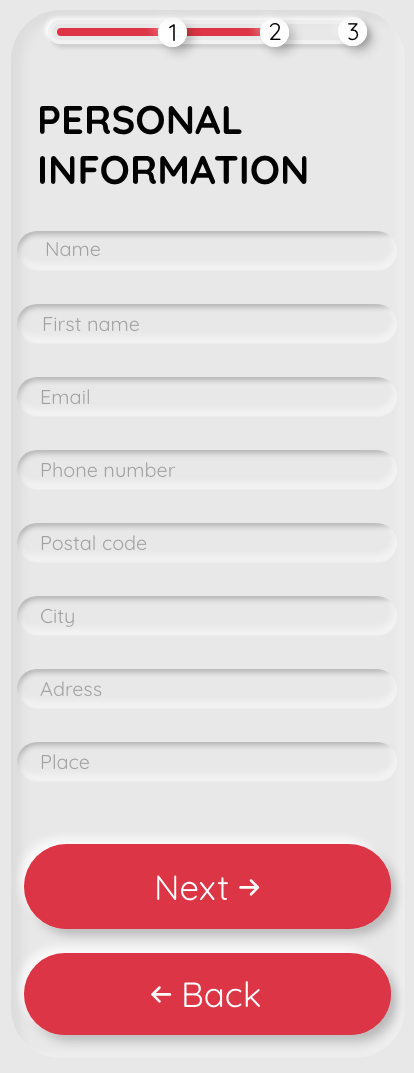 1 2 3
PERSONAL
INFORMATION
Name
First name
Email
Phone number
Postal code
City
Adress
Place
Next →
← Back